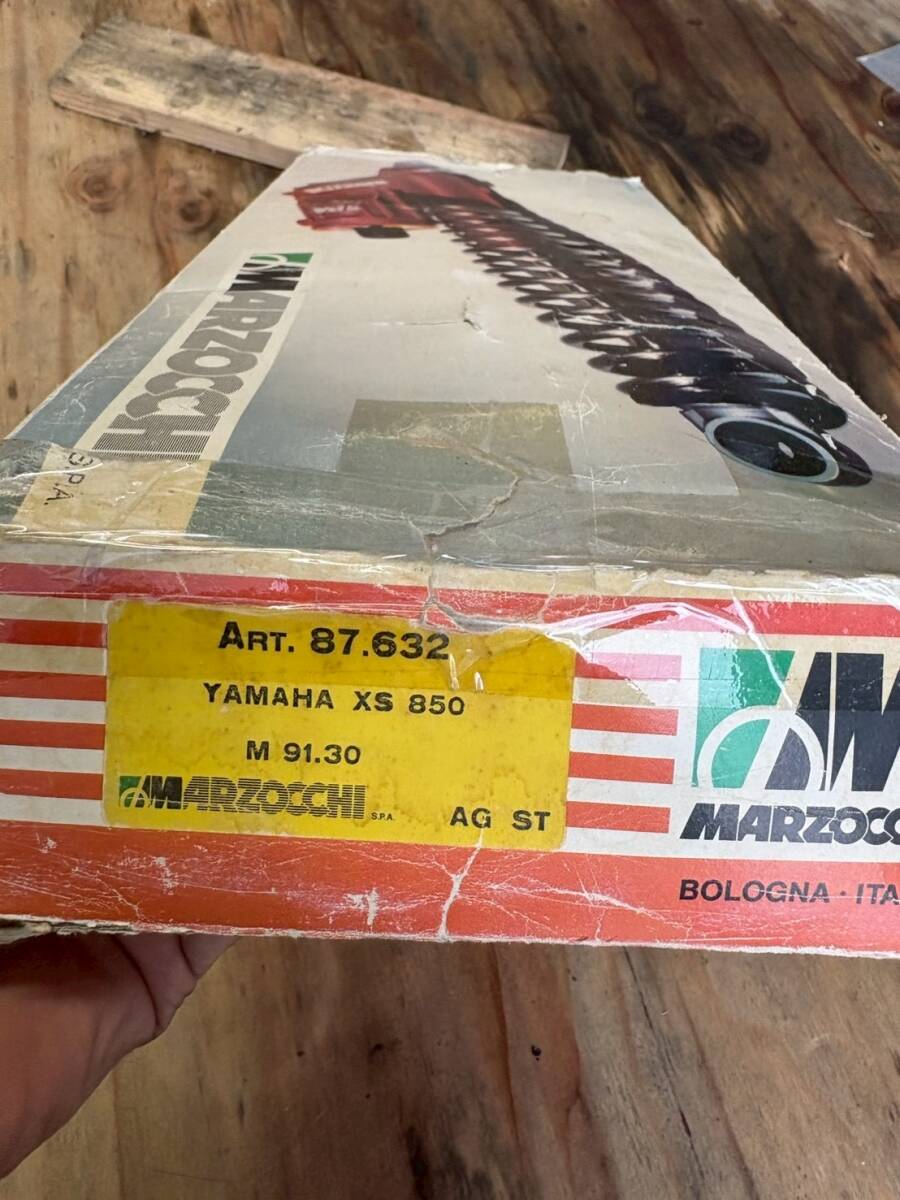 MARZOCCHI
S.P.A.
ART. 87.632
YAMAHA XS 850
M 91.30
MARZOCCHI S.P.A.
AG ST
M
MARZOCC
BOLOGNA · ITA